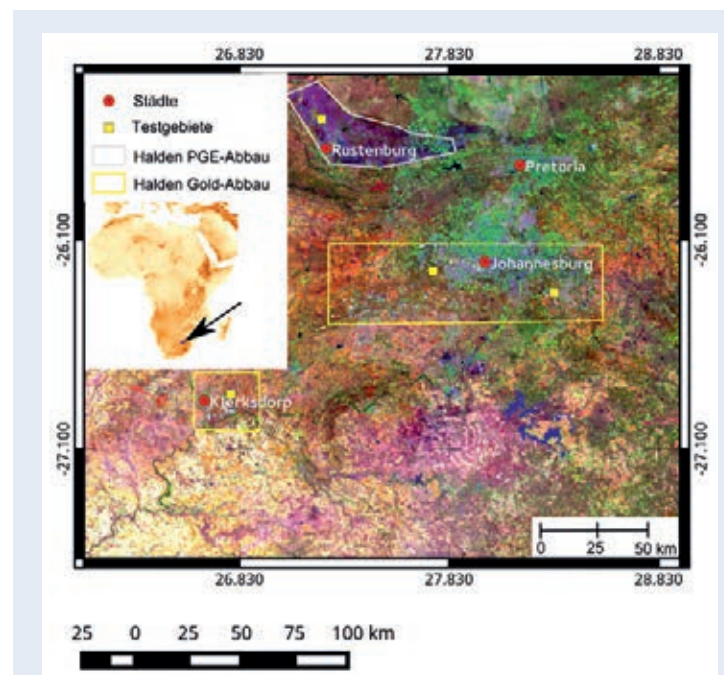 26.830 27.830 28.830
Städte
Testgebiete
Halden PGE-Abbau
Halden Gold-Abbau
Rustenburg
Pretoria
-26.100 -26.100
Johannesburg
Klerksdorp
-27.100 -27.100
0 25 50 km
26.830 27.830 28.830
25 0 25 50 75 100 km